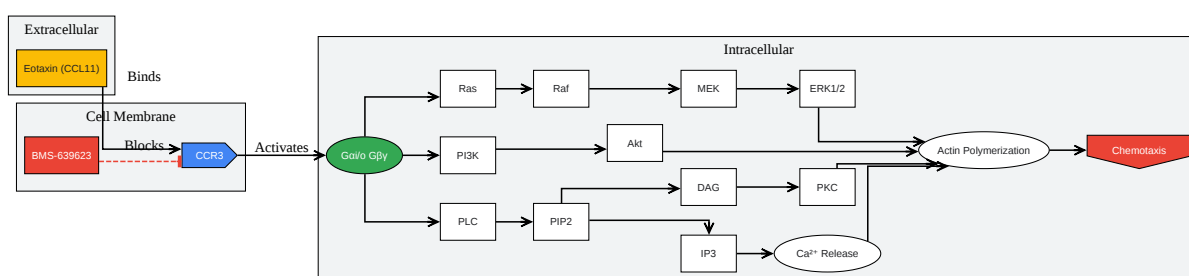 Extracellular
Eotaxin (CCL11)
Binds
Cell Membrane
BMS-639623
Blocks
CCR3
Activates
Intracellular
Gαi/o Gβγ
Ras
Raf
MEK
ERK1/2
PI3K
Akt
Actin Polymerization
Chemotaxis
DAG
PKC
PLC
PIP2
IP3
Ca²⁺ Release